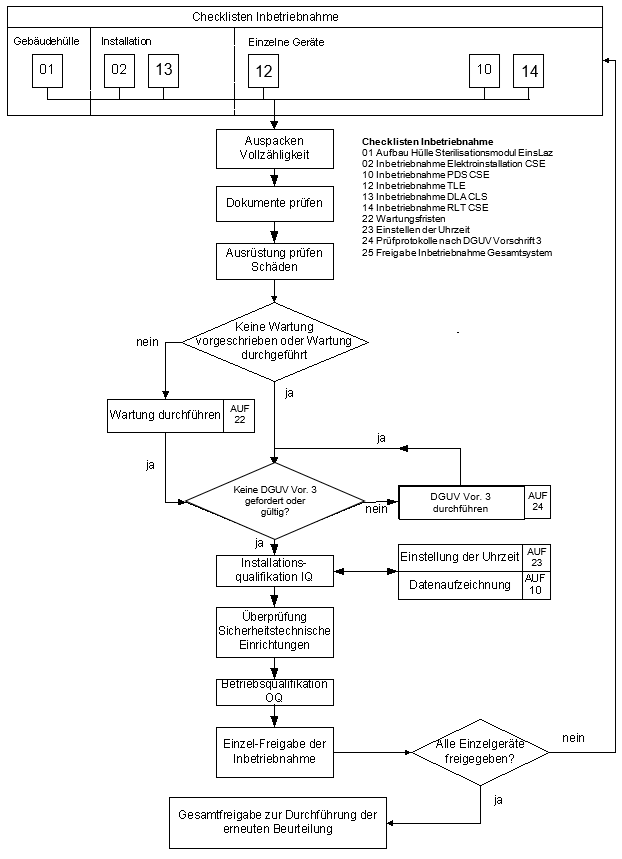 Checklisten Inbetriebnahme
Gebäudehülle
Installation
Einzelne Geräte
01
02
13
12
10
14
Auspacken
Vollzähligkeit
Checklisten Inbetriebnahme
01 Aufbau Hülle Sterilisationsmodul EinsLaz
02 Inbetriebnahme Elektroinstallation CSE
10 Inbetriebnahme PDS CSE
12 Inbetriebnahme TLE
13 Inbetriebnahme DLA CLS
14 Inbetriebnahme RLT CSE
22 Wartungsfristen
23 Einstellen der Uhrzeit
24 Prüfprotokolle nach DGUV Vorschrift 3
25 Freigabe Inbetriebnahme Gesamtsystem
Dokumente prüfen
Ausrüstung prüfen
Schäden
Keine Wartung
vorgeschrieben oder Wartung
durchgeführt
nein
ja
Wartung durchführen
AUF
22
ja
ja
Keine DGUV Vor. 3
gefordert oder
gültig?
nein
DGUV Vor. 3
durchführen
AUF
24
ja
Installations-
qualifikation IQ
Einstellung der Uhrzeit
AUF
23
Datenaufzeichnung
AUF
10
Überprüfung
Sicherheitstechnische
Einrichtungen
Betriebsqualifikation
OQ
Einzel-Freigabe der
Inbetriebnahme
Alle Einzelgeräte
freigegeben?
nein
ja
Gesamtfreigabe zur Durchführung der
erneuten Beurteilung